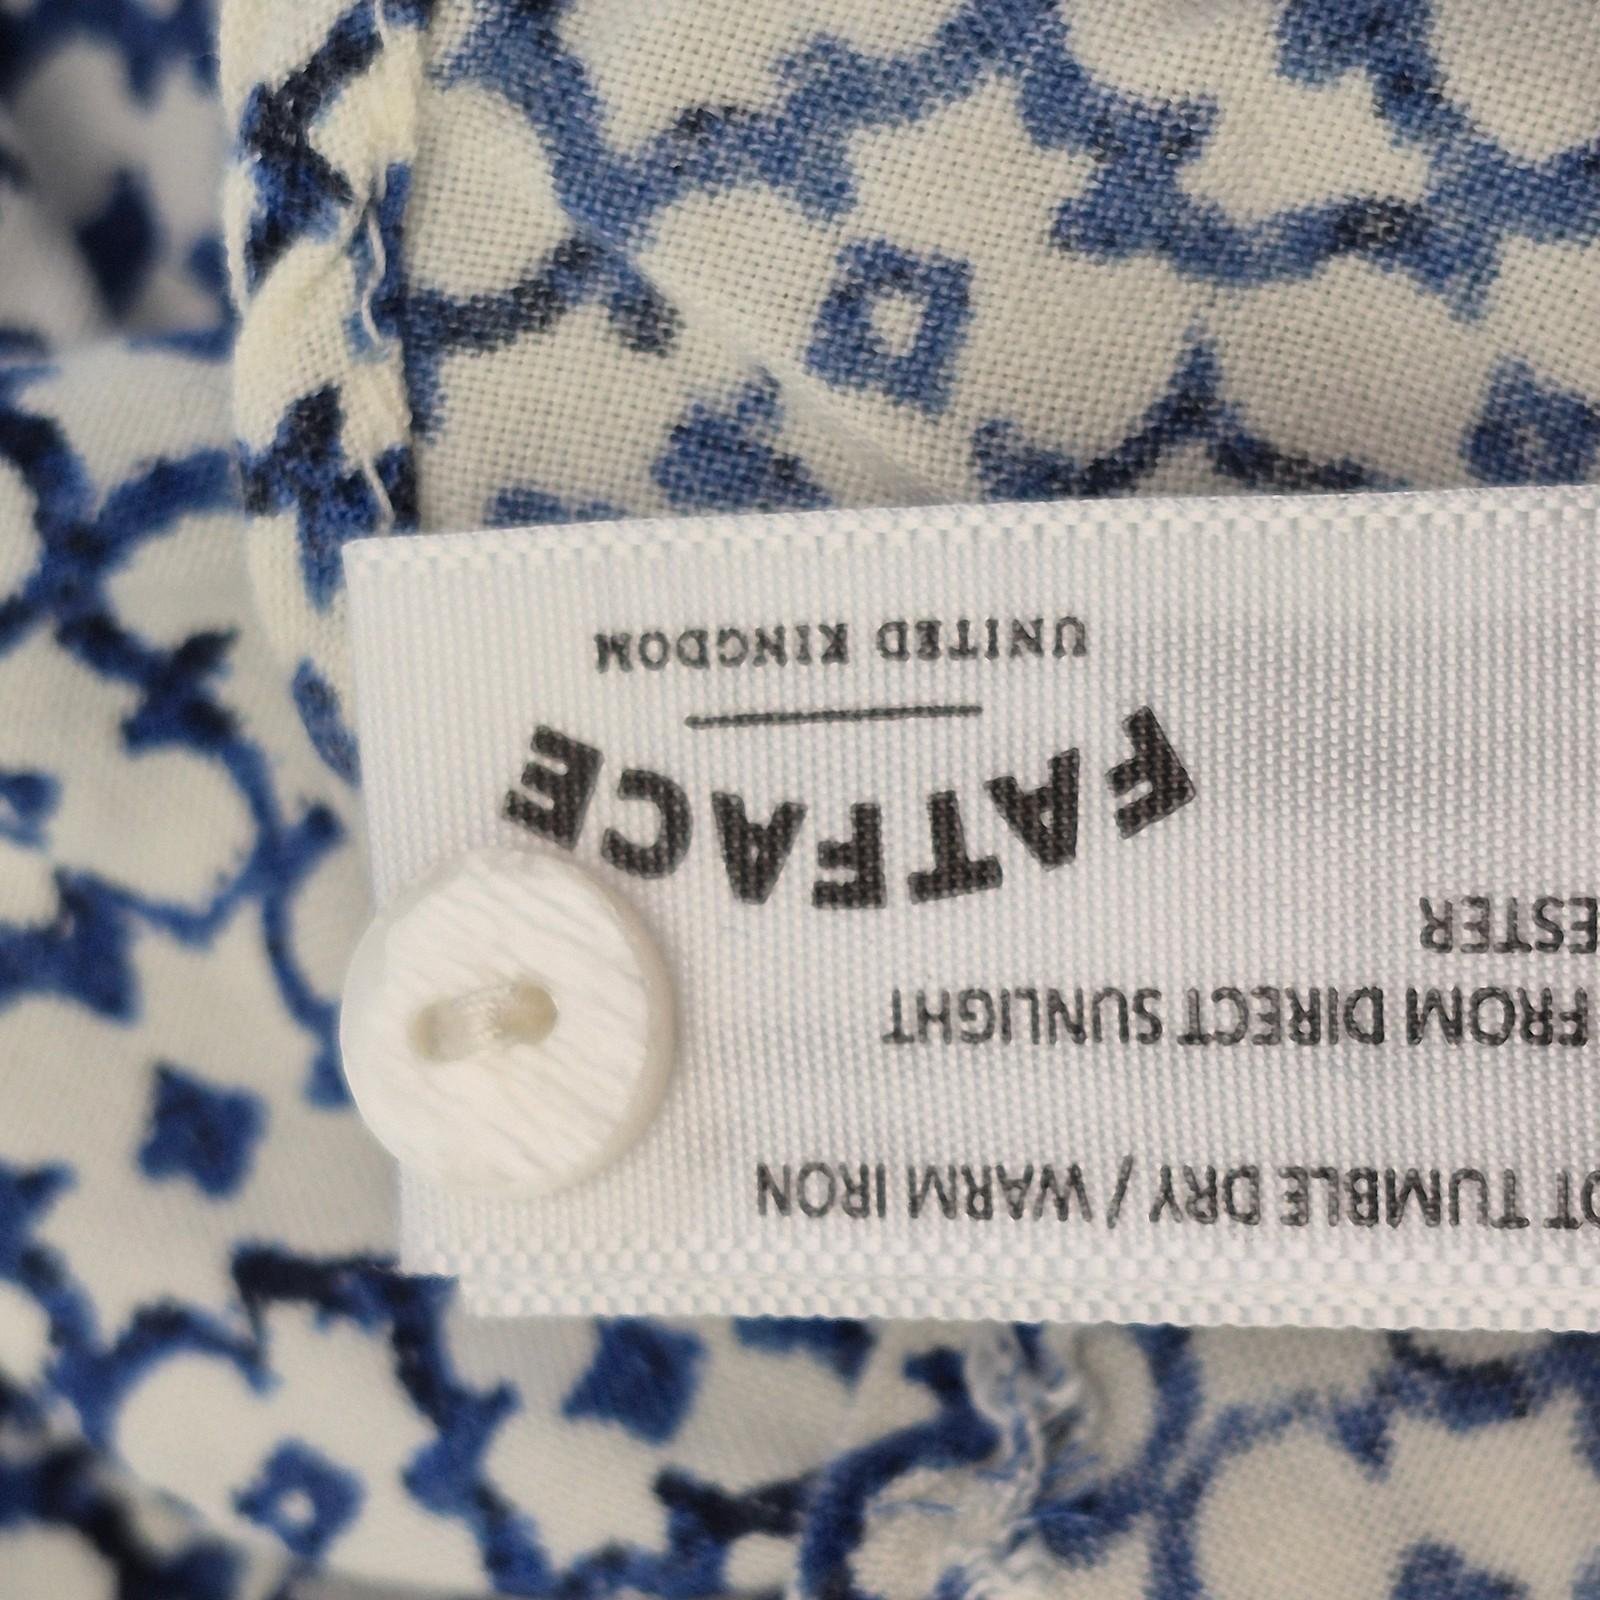 OT TUMBLE DRY / WARM IRON
FROM DIRECT SUNLIGHT
ESTER
FATFACE
UNITED KINGDOM